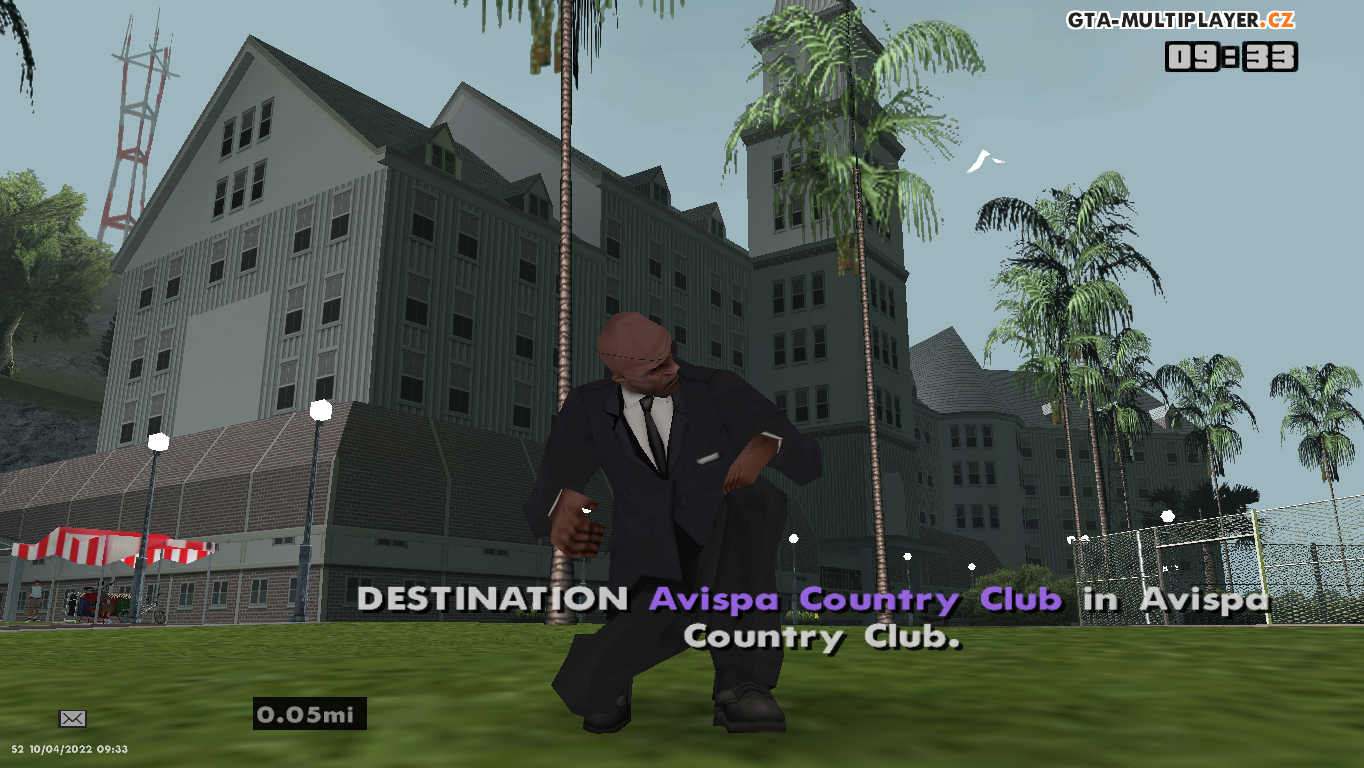 GTA-MULTIPLAYER.CZ
09:33
DESTINATION Avispa Country Club in Avispa
Country Club.
0.05mi
S2 10/04/2022 09:33